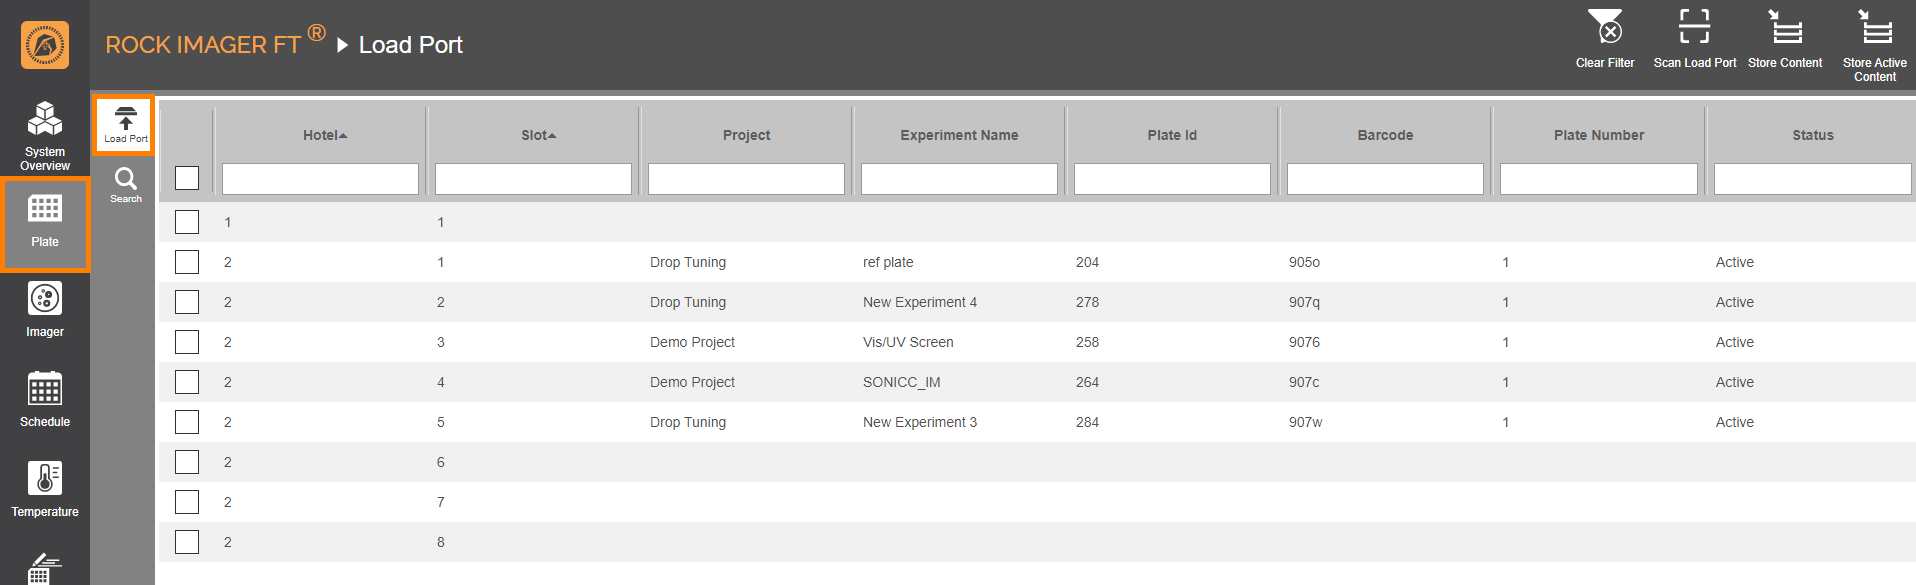 ROCK IMAGER FT ® Load Port
Clear Filter
Scan Load Port
Store Content
Store Active
Content
System
Overview
Plate
Imager
Schedule
Temperature
Load Port
Search
Hotel Slot Project Experiment Name Plate Id Barcode Plate Number Status
1 1
2 1 Drop Tuning ref plate 204 905o 1 Active
2 2 Drop Tuning New Experiment 4 278 907q 1 Active
2 3 Demo Project Vis/UV Screen 258 9076 1 Active
2 4 Demo Project SONICC_IM 264 907c 1 Active
2 5 Drop Tuning New Experiment 3 284 907w 1 Active
2 6
2 7
2 8